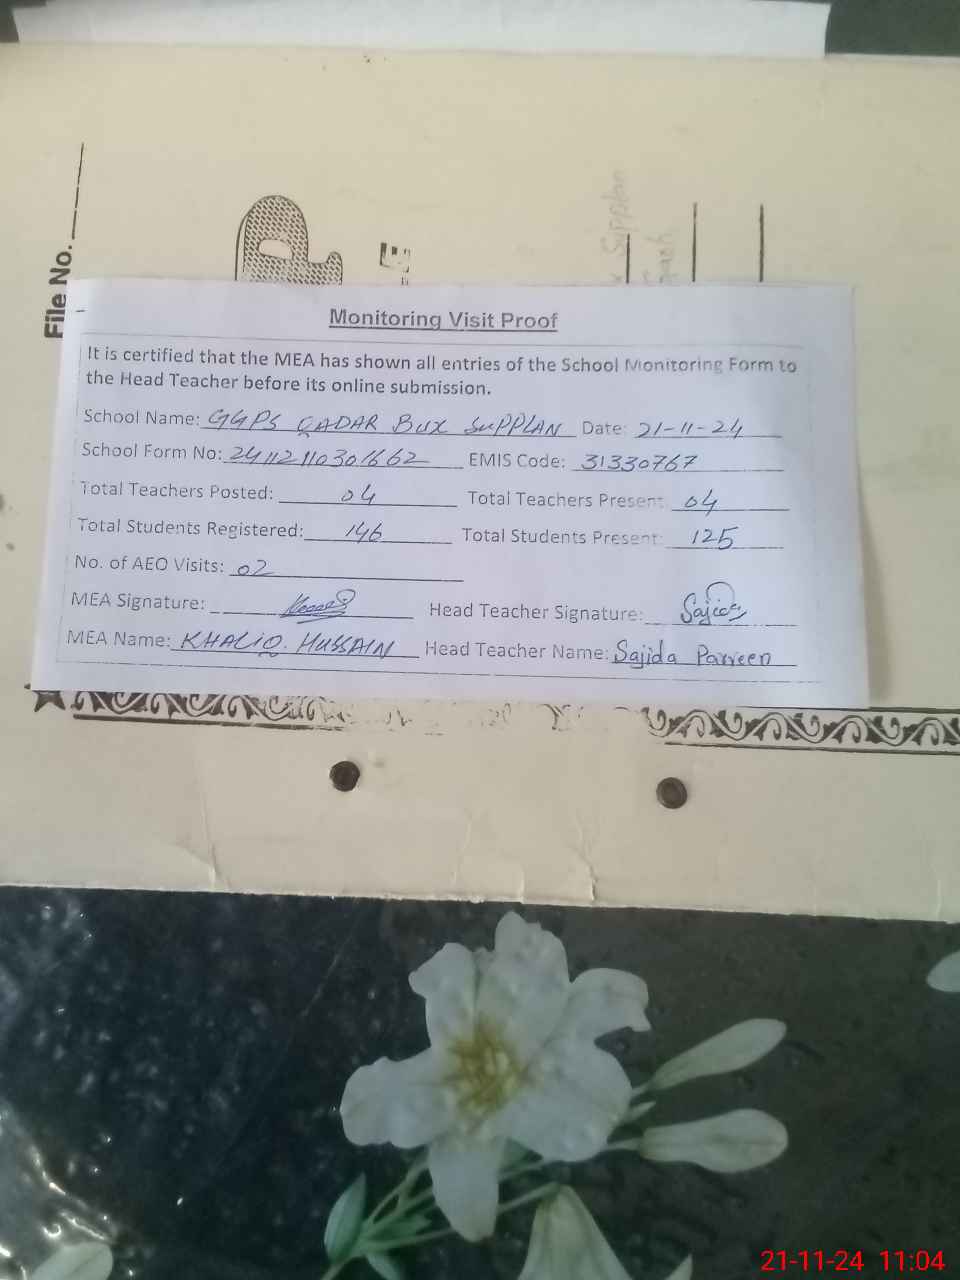 File No.
Supplan
Monitoring Visit Proof
It is certified that the MEA has shown all entries of the School Monitoring Form to
the Head Teacher before its online submission.
School Name: GGPS QADAR BUX SUPPLAN Date: 21-11-24
School Form No: 24112110301662 EMIS Code: 31330767
Total Teachers Posted: 04 Total Teachers Present: 04
Total Students Registered: 146 Total Students Present: 125
No. of AEO Visits: 02
MEA Signature: Head Teacher Signature: Sajida
MEA Name: KHALIQ. HUSSAIN Head Teacher Name: Sajida Parveen
21-11-24 11:04